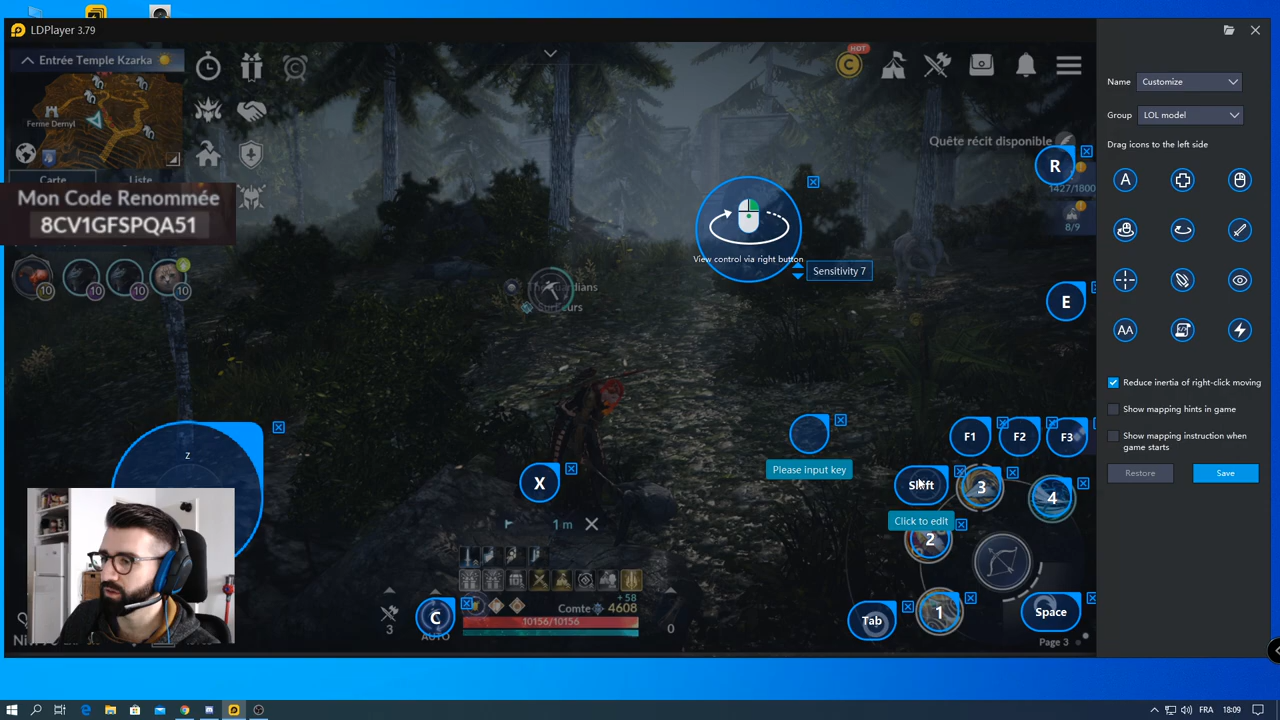 LDPlayer 3.79
Entrée Temple Kzarka
HOT
Name
Customize
Group
LOL model
Drag icons to the left side
Ferme Demyl
Quête récit disponible
R
1427/1800
A
Carte
Liste
Mon Code Renommée
8CV1GFSPQA51
8/9
View control via right button
Sensitivity 7
10
10
10
10
E
AA
Reduce inertia of right-click moving
Show mapping hints in game
Show mapping instruction when
game starts
Restore
Save
Z
X
Please input key
F1
F2
F3
3
4
Click to edit
2
1 m
C
AUTO
3
+ 58
Comte
4608
10156/10156
0
Tab
1
Space
Page 3
FRA
18:09